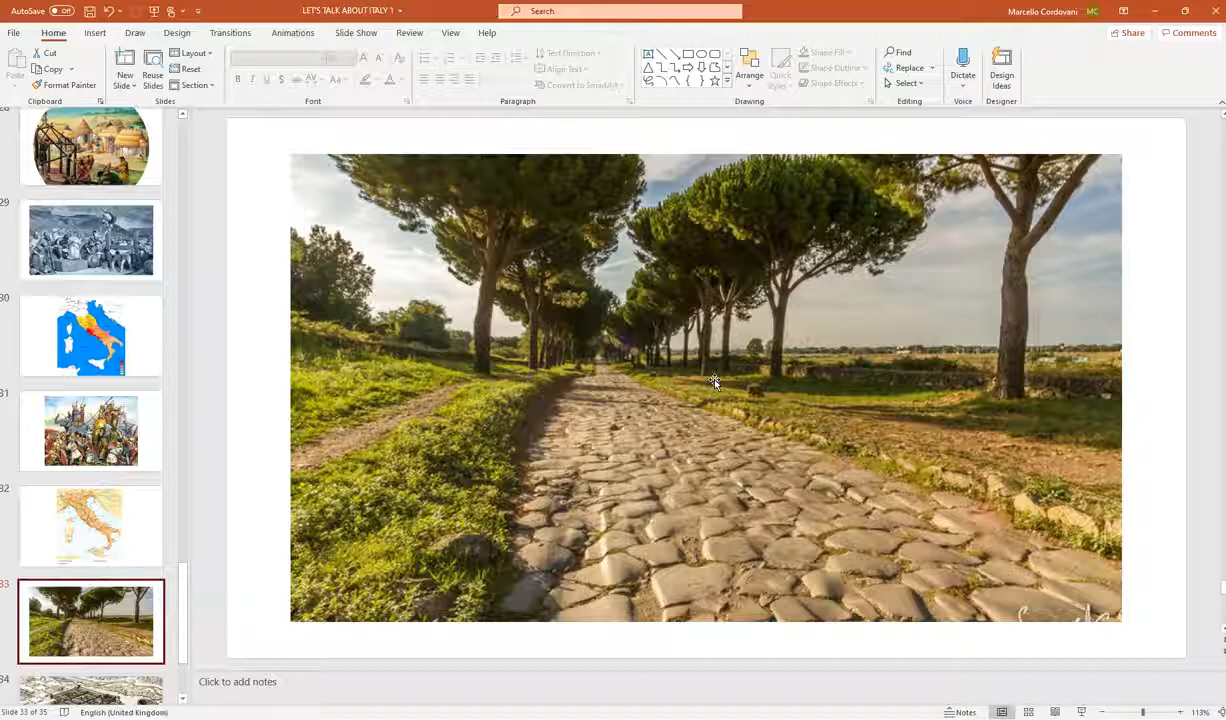 AutoSave Off LET'S TALK ABOUT ITALY 1 Search Marcello Cordovani MC
File Home Insert Draw Design Transitions Animations Slide Show Review View Help Share Comments
Paste Cut Copy Format Painter Clipboard
New Slide Reuse Slides Layout Reset Section Slides
B I U S Font
Text Direction Align Text Convert to SmartArt Paragraph
Arrange Quick Styles Shape Fill Shape Outline Shape Effects Drawing
Find Replace Select Editing
Dictate Voice
Design Ideas Designer
29
30
31
32
33
34
Click to add notes
Slide 33 of 35 English (United Kingdom) Notes 113%